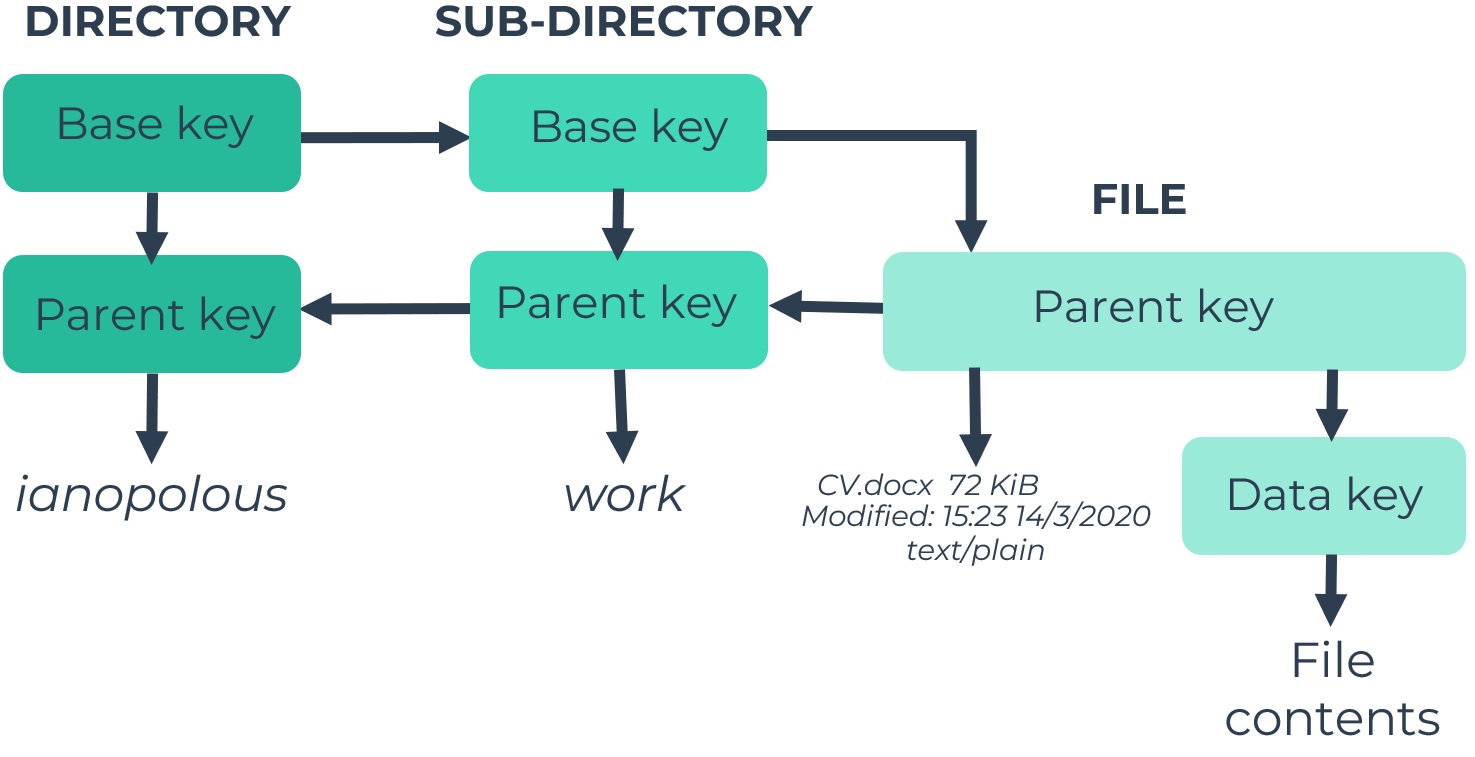 DIRECTORY
SUB-DIRECTORY
Base key
Base key
FILE
Parent key
Parent key
Parent key
ianopolous
work
CV.docx 72 KiB
Modified: 15:23 14/3/2020
text/plain
Data key
File
contents